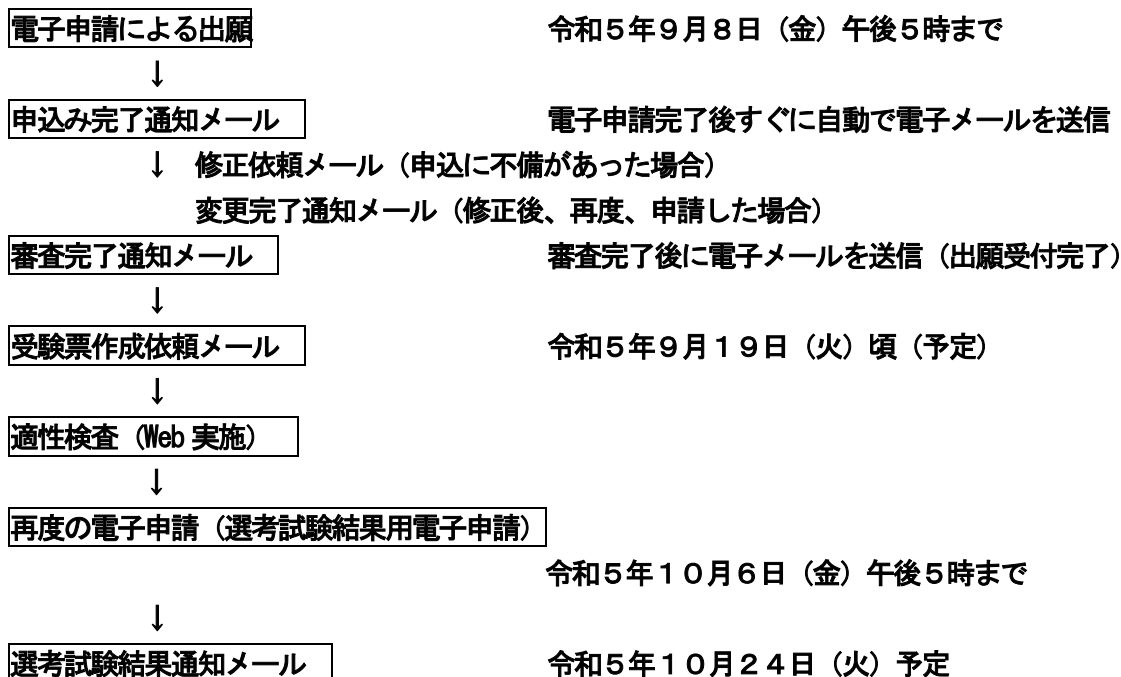 電子申請による出願 令和５年９月８日（金）午後５時まで
↓
申込み完了通知メール 電子申請完了後すぐに自動で電子メールを送信
↓ 修正依頼メール（申込に不備があった場合）
変更完了通知メール（修正後、再度、申請した場合）
審査完了通知メール 審査完了後に電子メールを送信（出願受付完了）
↓
受験票作成依頼メール 令和５年９月１９日（火）頃（予定）
↓
適性検査（Web 実施）
↓
再度の電子申請（選考試験結果用電子申請）
令和５年１０月６日（金）午後５時まで
↓
選考試験結果通知メール 令和５年１０月２４日（火）予定